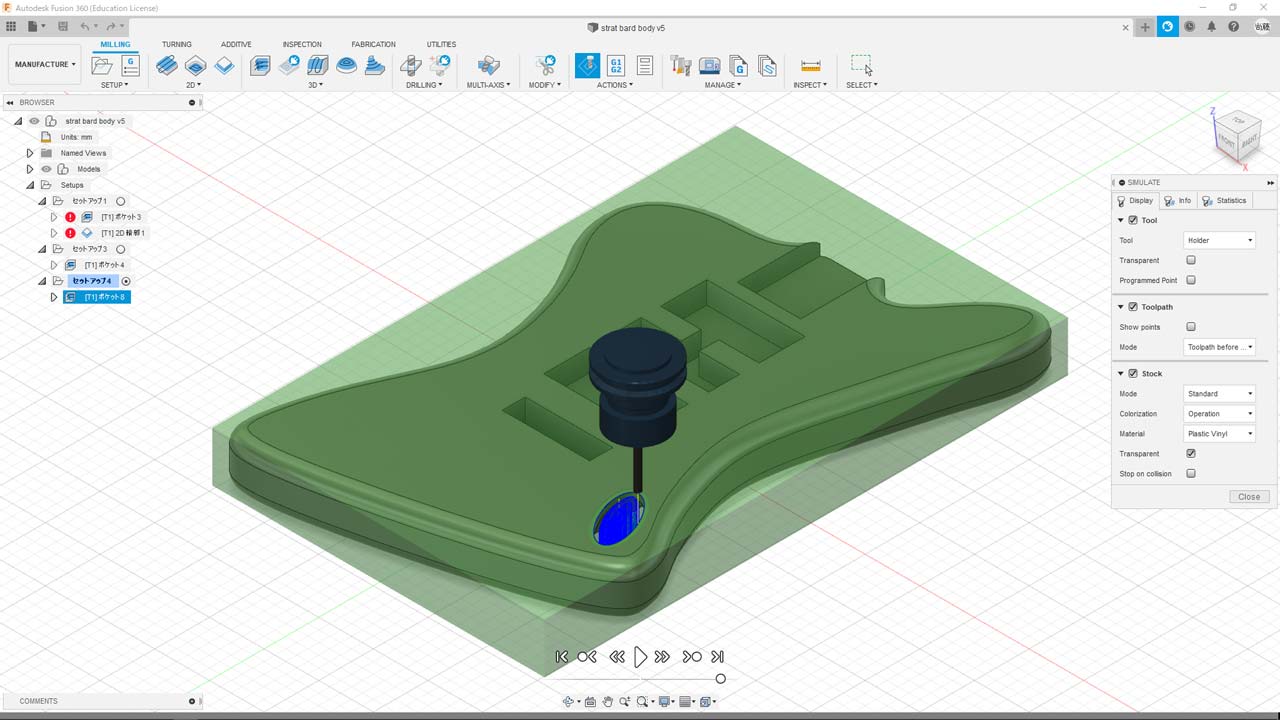 Autodesk Fusion 360 (Education License)
strat bard body v5
MILLING TURNING ADDITIVE INSPECTION FABRICATION UTILITIES
MANUFACTURE
G G1 G2 G
SETUP 2D 3D DRILLING MULTI-AXIS MODIFY ACTIONS MANAGE INSPECT SELECT
BROWSER
strat bard body v5
Units: mm
Named Views
Models
Setups
セットアップ1
[T1] ポケット3
[T1] 2D 輪郭1
セットアップ3
[T1] ポケット4
セットアップ4
[T1] ポケット8
Z
TOP
FRONT
RIGHT
X
SIMULATE
Display Info Statistics
Tool
Tool Holder
Transparent
Programmed Point
Toolpath
Show points
Mode Toolpath before ...
Stock
Mode Standard
Colorization Operation
Material Plastic Vinyl
Transparent
Stop on collision
Close
COMMENTS